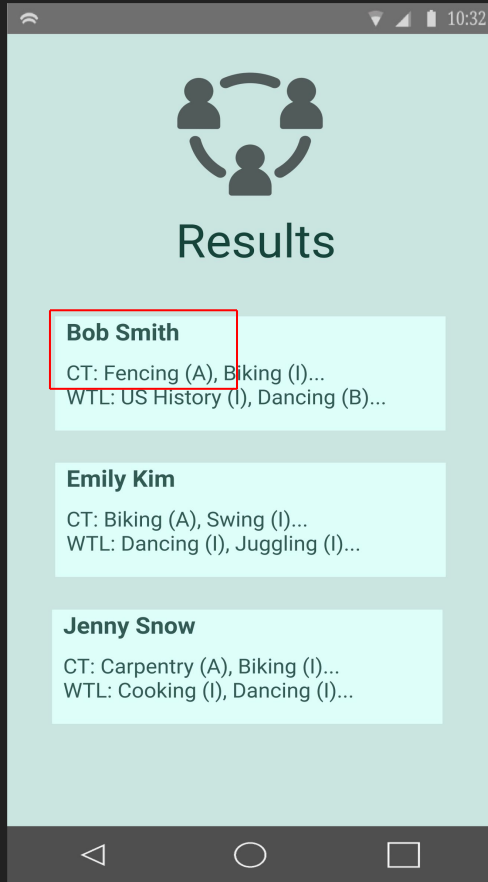 10:32
Results
Bob Smith
CT: Fencing (A), Biking (I)...
WTL: US History (I), Dancing (B)...
Emily Kim
CT: Biking (A), Swing (I)...
WTL: Dancing (I), Juggling (I)...
Jenny Snow
CT: Carpentry (A), Biking (I)...
WTL: Cooking (I), Dancing (I)...